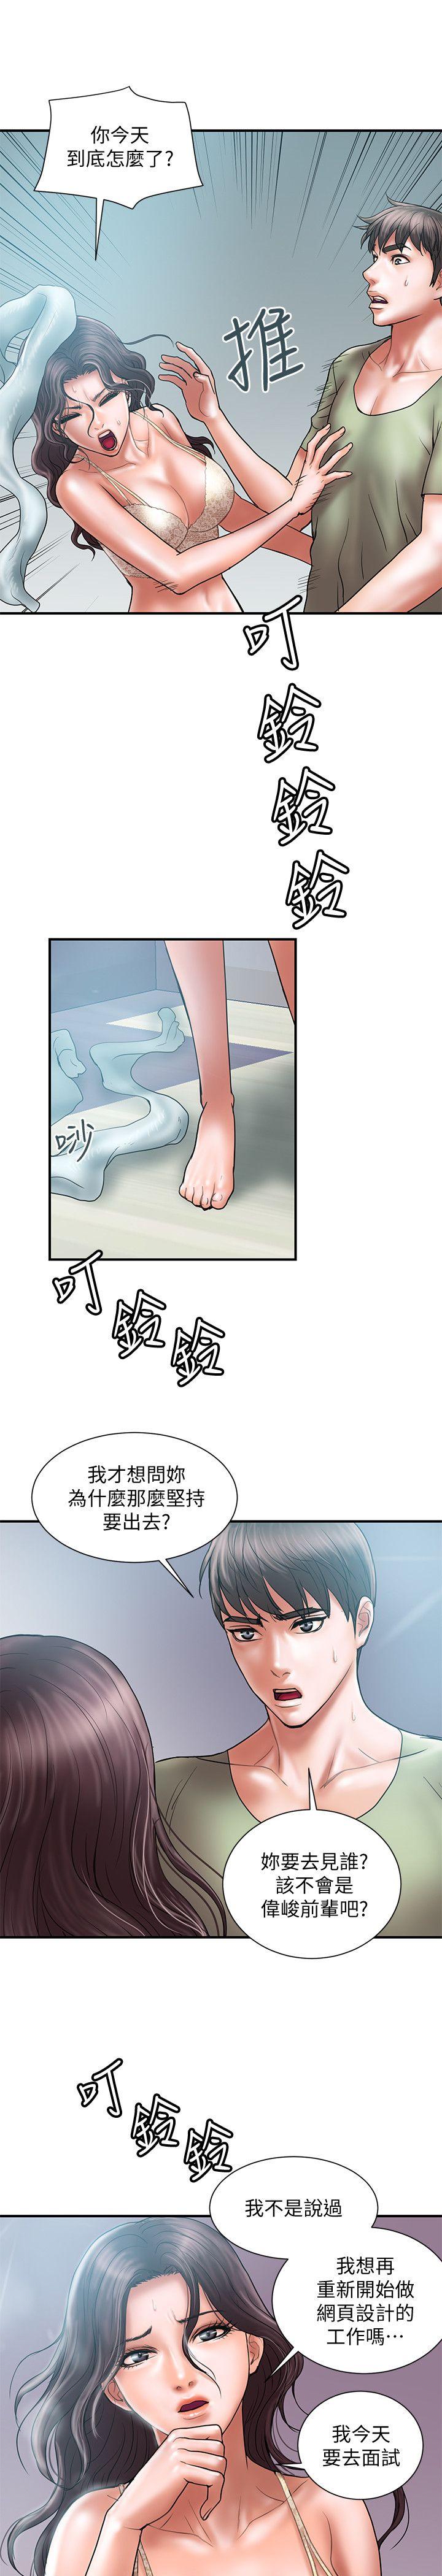 你今天
到底怎麼了?
推
叮
鈴
鈴
鈴
唦
叮
鈴
鈴
我才想問妳
為什麼那麼堅持
要出去?
妳要去見誰?
該不會是
偉峻前輩吧?
叮
鈴
鈴
我不是說過
我想再
重新開始做
網頁設計的
工作嗎…
我今天
要去面試